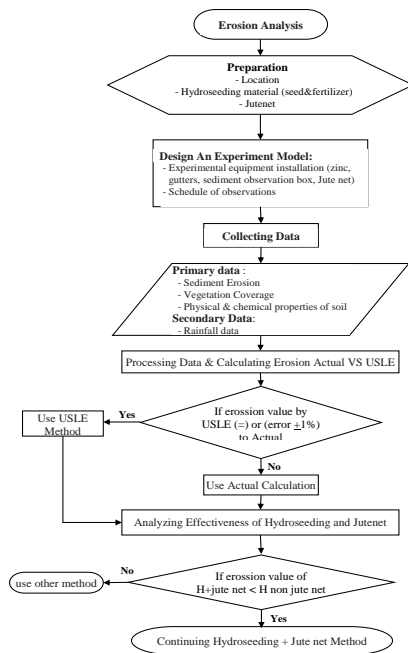 Erosion Analysis
Preparation
- Location
- Hydroseeding material (seed&fertilizer)
- Jutenet
Design An Experiment Model:
- Experimental equipment installation (zinc,
gutters, sediment observation box, Jute net)
- Schedule of observations
Collecting Data
Primary data :
- Sediment Erosion
- Vegetation Coverage
- Physical & chemical properties of soil
Secondary Data:
- Rainfall data
Processing Data & Calculating Erosion Actual VS USLE
Use USLE
Method
Yes
If erossion value by
USLE (=) or (error ±1%)
to Actual
No
Use Actual Calculation
Analyzing Effectiveness of Hydroseeding and Jutenet
No
use other method
If erossion value of
H+jute net < H non jute net
Yes
Continuing Hydroseeding + Jute net Method